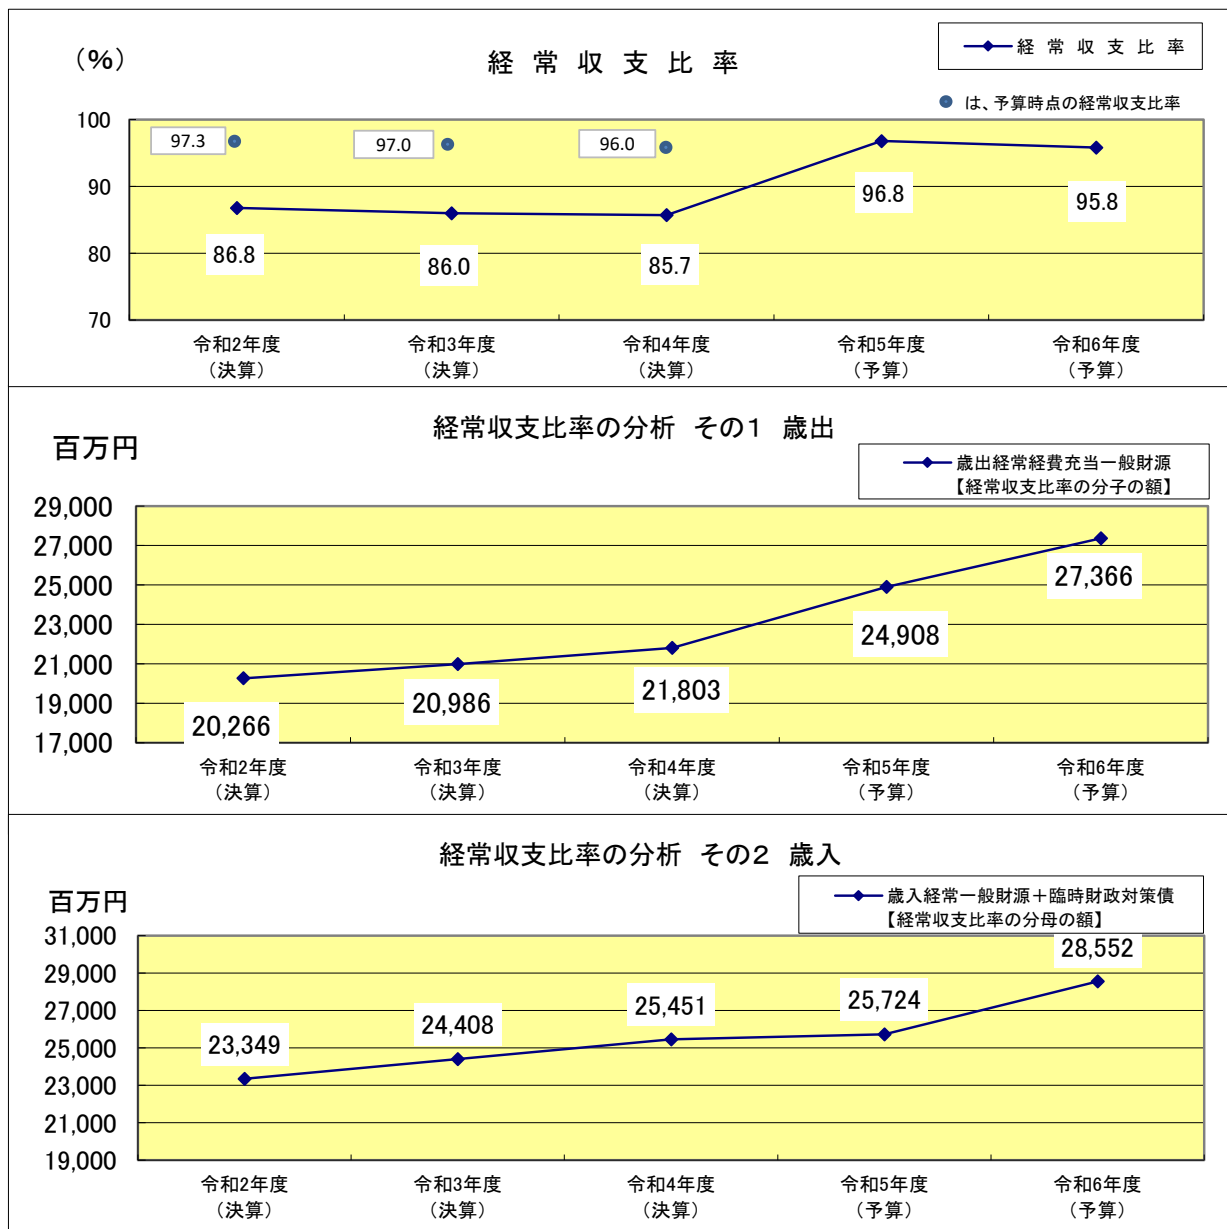 (%)
経 常 収 支 比 率
経 常 収 支 比 率
は、予算時点の経常収支比率
100
90
80
70
97.3
97.0
96.0
86.8
86.0
85.7
96.8
95.8
令和2年度
(決算)
令和3年度
(決算)
令和4年度
(決算)
令和5年度
(予算)
令和6年度
(予算)
経常収支比率の分析 その1 歳出
百万円
歳出経常経費充当一般財源
【経常収支比率の分子の額】
29,000
27,000
25,000
23,000
21,000
19,000
17,000
20,266
20,986
21,803
24,908
27,366
令和2年度
(決算)
令和3年度
(決算)
令和4年度
(決算)
令和5年度
(予算)
令和6年度
(予算)
経常収支比率の分析 その2 歳入
百万円
歳入経常一般財源+臨時財政対策債
【経常収支比率の分母の額】
31,000
29,000
27,000
25,000
23,000
21,000
19,000
23,349
24,408
25,451
25,724
28,552
令和2年度
(決算)
令和3年度
(決算)
令和4年度
(決算)
令和5年度
(予算)
令和6年度
(予算)